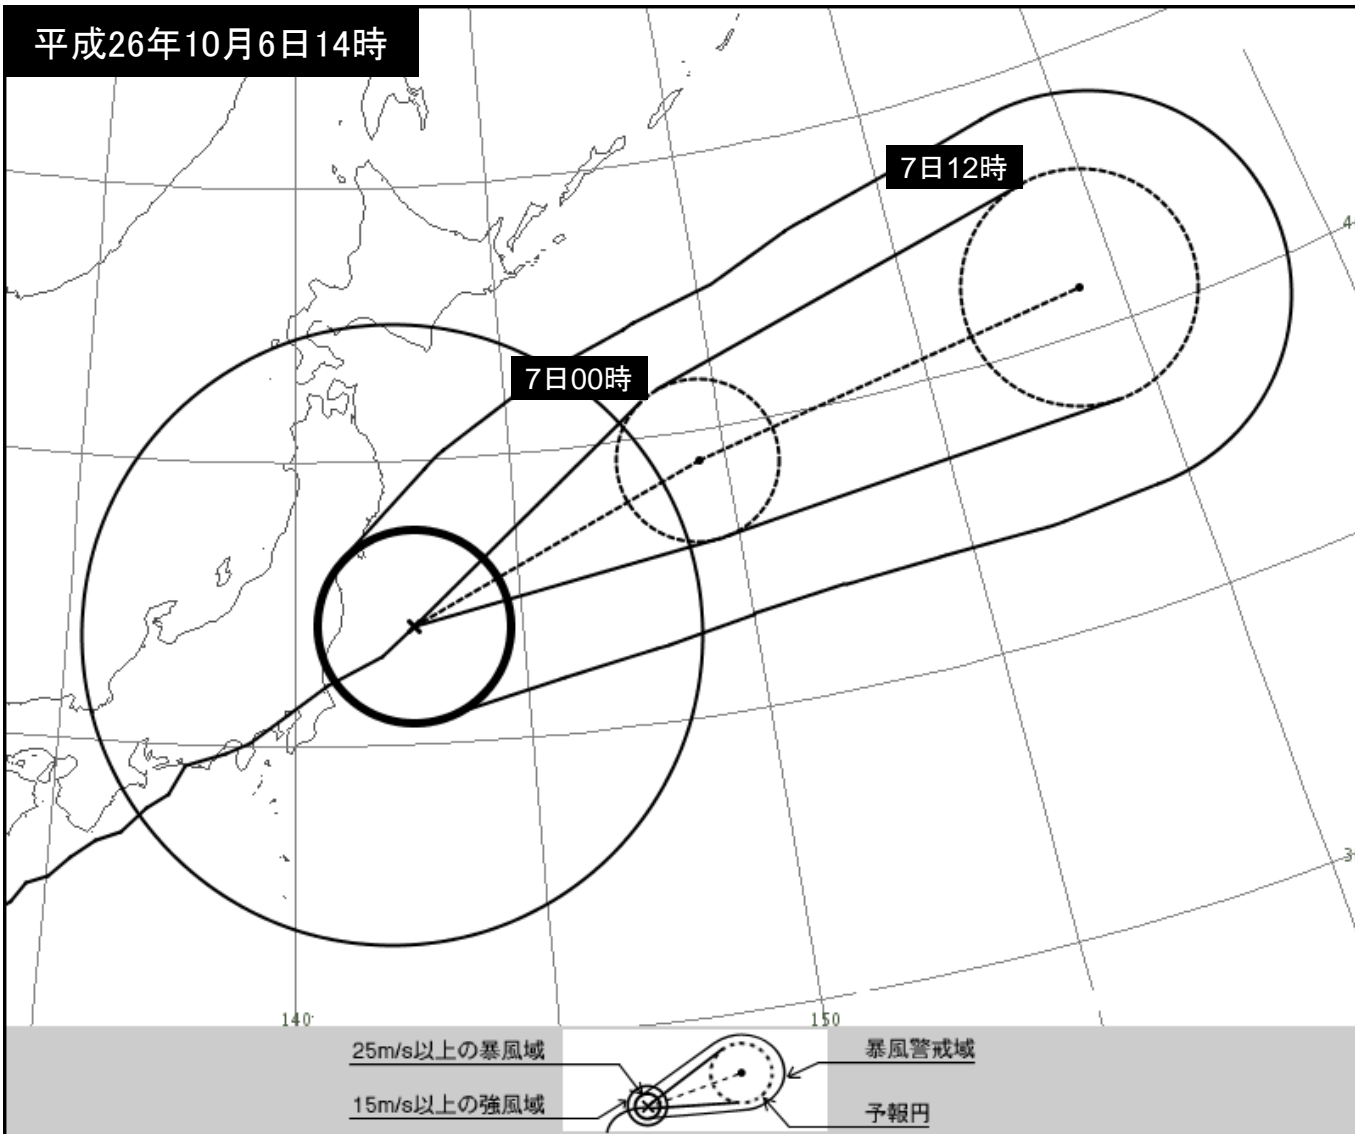 平成26年10月6日14時
7日12時
4
7日00時
3
140
150
25m/s以上の暴風域
暴風警戒域
15m/s以上の強風域
予報円